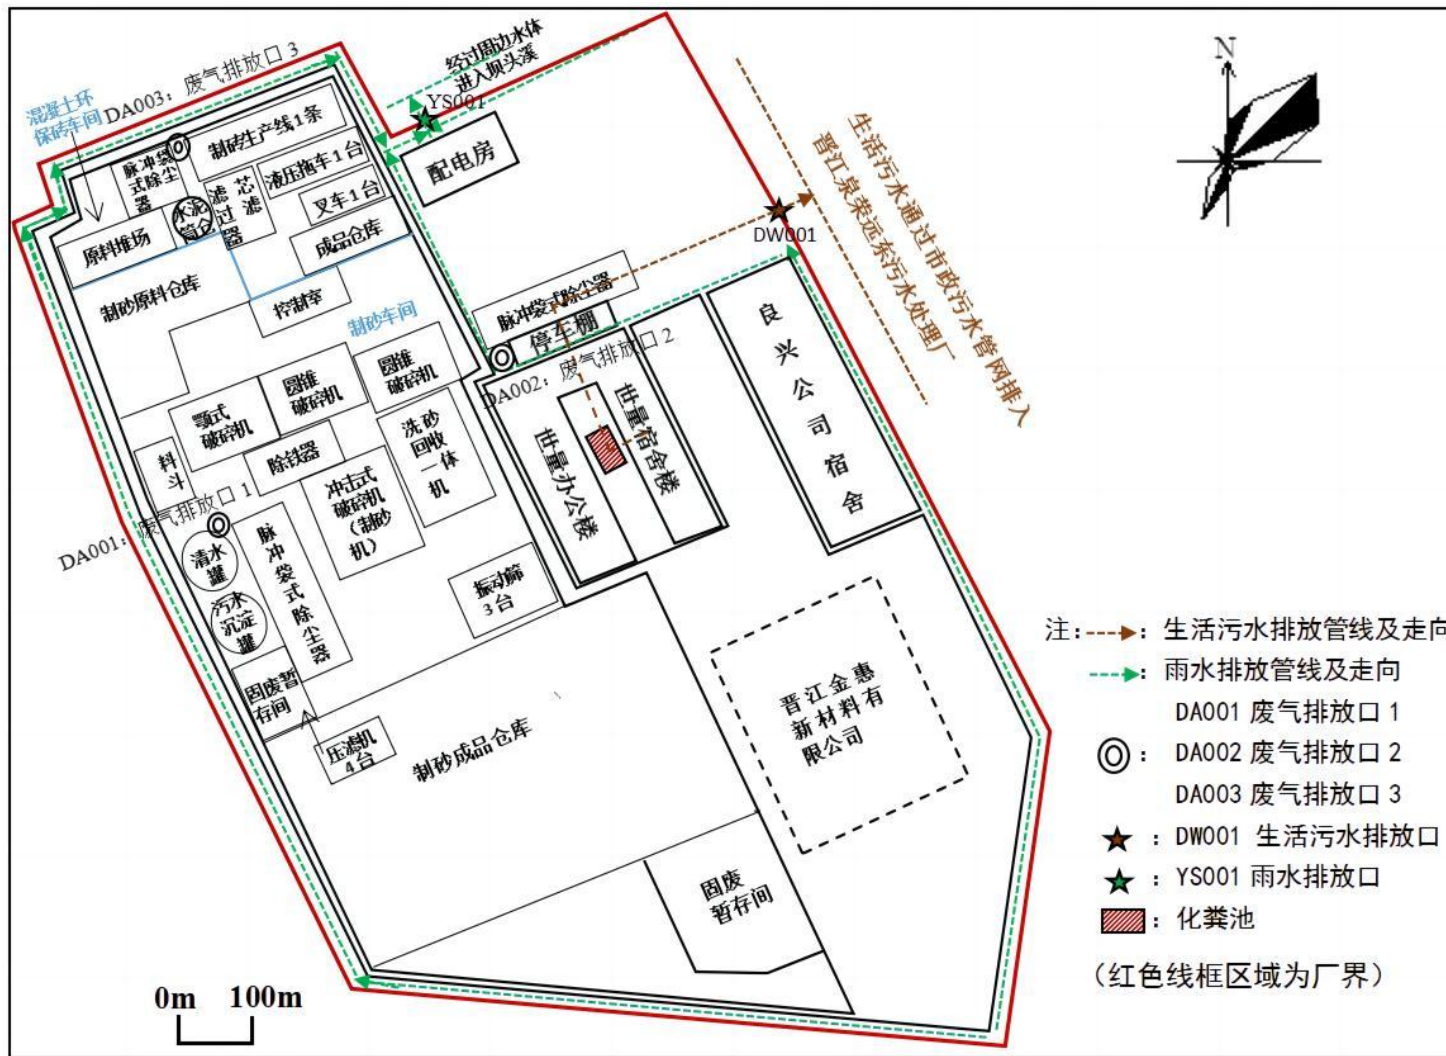 经过周边水体
进入坝头溪
N
DA003：废气排放口 3
YS001
混凝土环
保砖车间
制砖生产线1条
脉冲袋
式除尘
器
芯滤
滤过器
液压拖车1台
叉车1台
水泥
筒仓
原料堆场
成品仓库
配电房
DW001
生活污水通过市政污水管网排入
晋江泉荣远东污水处理厂
制砂原料仓库
控制室
制砂车间
脉冲袋式除尘器
停车棚
DA002：废气排放口 2
良兴公司宿舍
圆锥
破碎机
圆锥
破碎机
颚式
破碎机
洗砂
回收
一体
机
世量办公楼
世量宿舍楼
料
斗
除铁器
冲击式
破碎机
（制砂
机）
DA001：废气排放口 1
清水
罐
脉冲袋式除尘器
污水
沉淀
罐
振动筛
3台
固废暂
存间
压滤机
4台
制砂成品仓库
晋江金惠
新材料有
限公司
固废
暂存间
注：：生活污水排放管线及走向
：雨水排放管线及走向
DA001 废气排放口 1
：DA002 废气排放口 2
DA003 废气排放口 3
：DW001 生活污水排放口
：YS001 雨水排放口
：化粪池
（红色线框区域为厂界）
0m 100m